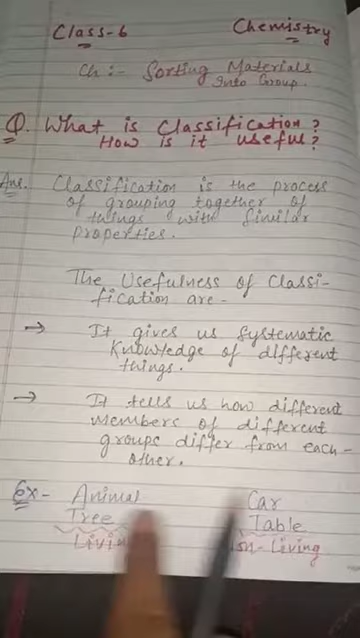 Class-6 Chemistry
Ch :- Sorting Materials
Into Group.
Q. What is Classification?
How is it useful?
Ans. Classification is the process
of grouping together of
things with Similar
properties.
The Usefulness of Classi-
fication are -
→ It gives us Systematic
Knowledge of different
things.
→ It tells us how different
members of different
groups differ from each-
other.
Ex- Animal Car
Tree Table